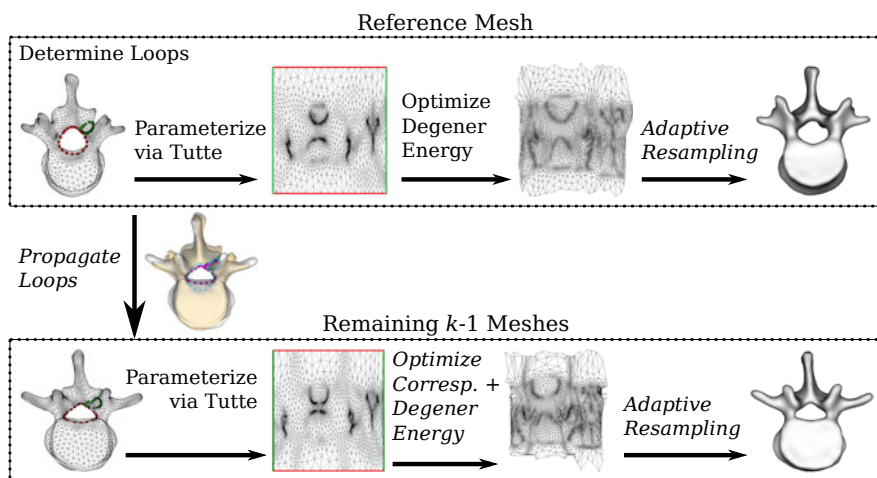 Reference Mesh
Determine Loops
Parameterize
via Tutte
Optimize
Degener
Energy
Adaptive
Resampling
Propagate
Loops
Remaining k-1 Meshes
Parameterize
via Tutte
Optimize
Corresp. +
Degener
Energy
Adaptive
Resampling